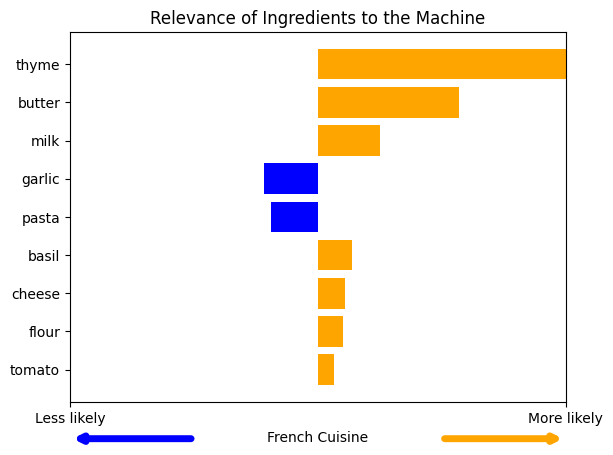 Relevance of Ingredients to the Machine
thyme
butter
milk
garlic
pasta
basil
cheese
flour
tomato
Less likely
More likely
French Cuisine